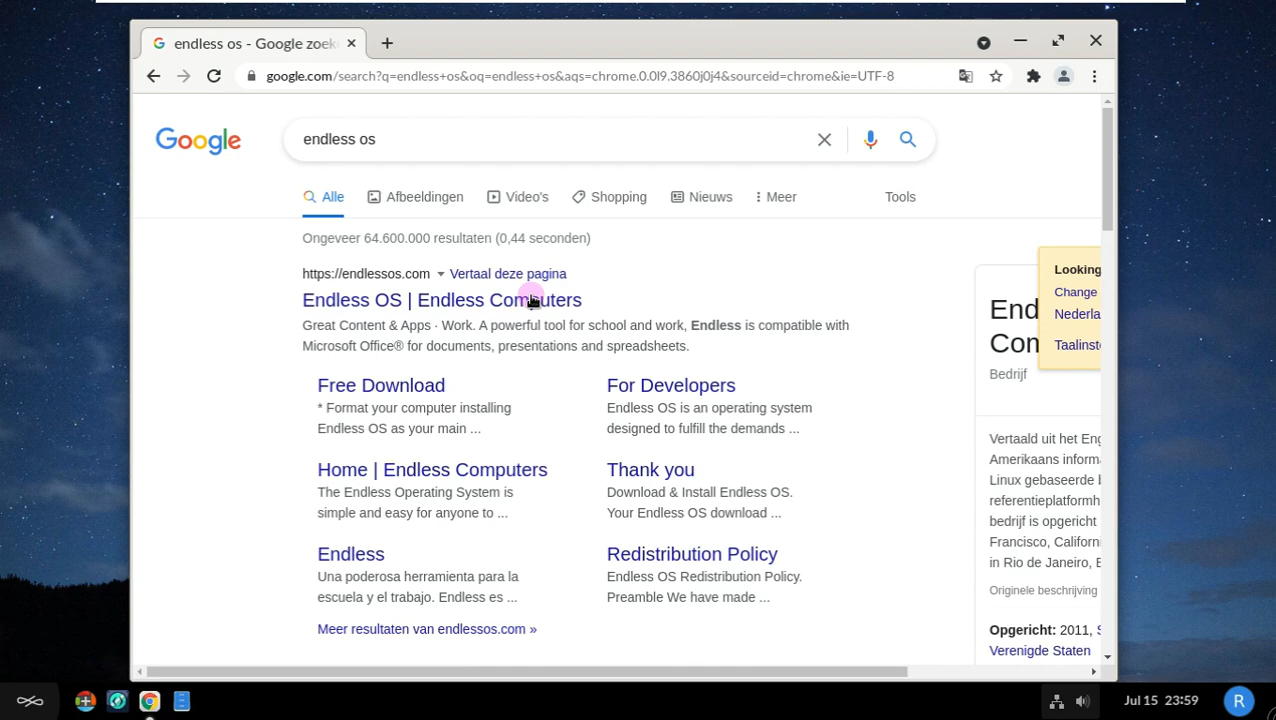 endless os - Google zoek
google.com/search?q=endless+os&oq=endless+os&aqs=chrome.0.0l9.3860j0j4&sourceid=chrome&ie=UTF-8
Google
endless os
Alle
Afbeeldingen
Video's
Shopping
Nieuws
Meer
Tools
Ongeveer 64.600.000 resultaten (0,44 seconden)
https://endlessos.com
Vertaal deze pagina
Endless OS | Endless Computers
Great Content & Apps · Work. A powerful tool for school and work, Endless is compatible with
Microsoft Office® for documents, presentations and spreadsheets.
Free Download
* Format your computer installing
Endless OS as your main ...
For Developers
Endless OS is an operating system
designed to fulfill the demands ...
Home | Endless Computers
The Endless Operating System is
simple and easy for anyone to ...
Thank you
Download & Install Endless OS.
Your Endless OS download ...
Endless
Una poderosa herramienta para la
escuela y el trabajo. Endless es ...
Redistribution Policy
Endless OS Redistribution Policy.
Preamble We have made ...
Meer resultaten van endlessos.com »
Looking
Change
Nederla
Taalinst
End
Com
Bedrijf
Vertaald uit het Eng
Amerikaans informa
Linux gebaseerde b
referentieplatformh
bedrijf is opgericht
Francisco, Californi
in Rio de Janeiro, B
Originele beschrijving
Opgericht: 2011, S
Verenigde Staten
Jul 15 23:59
R